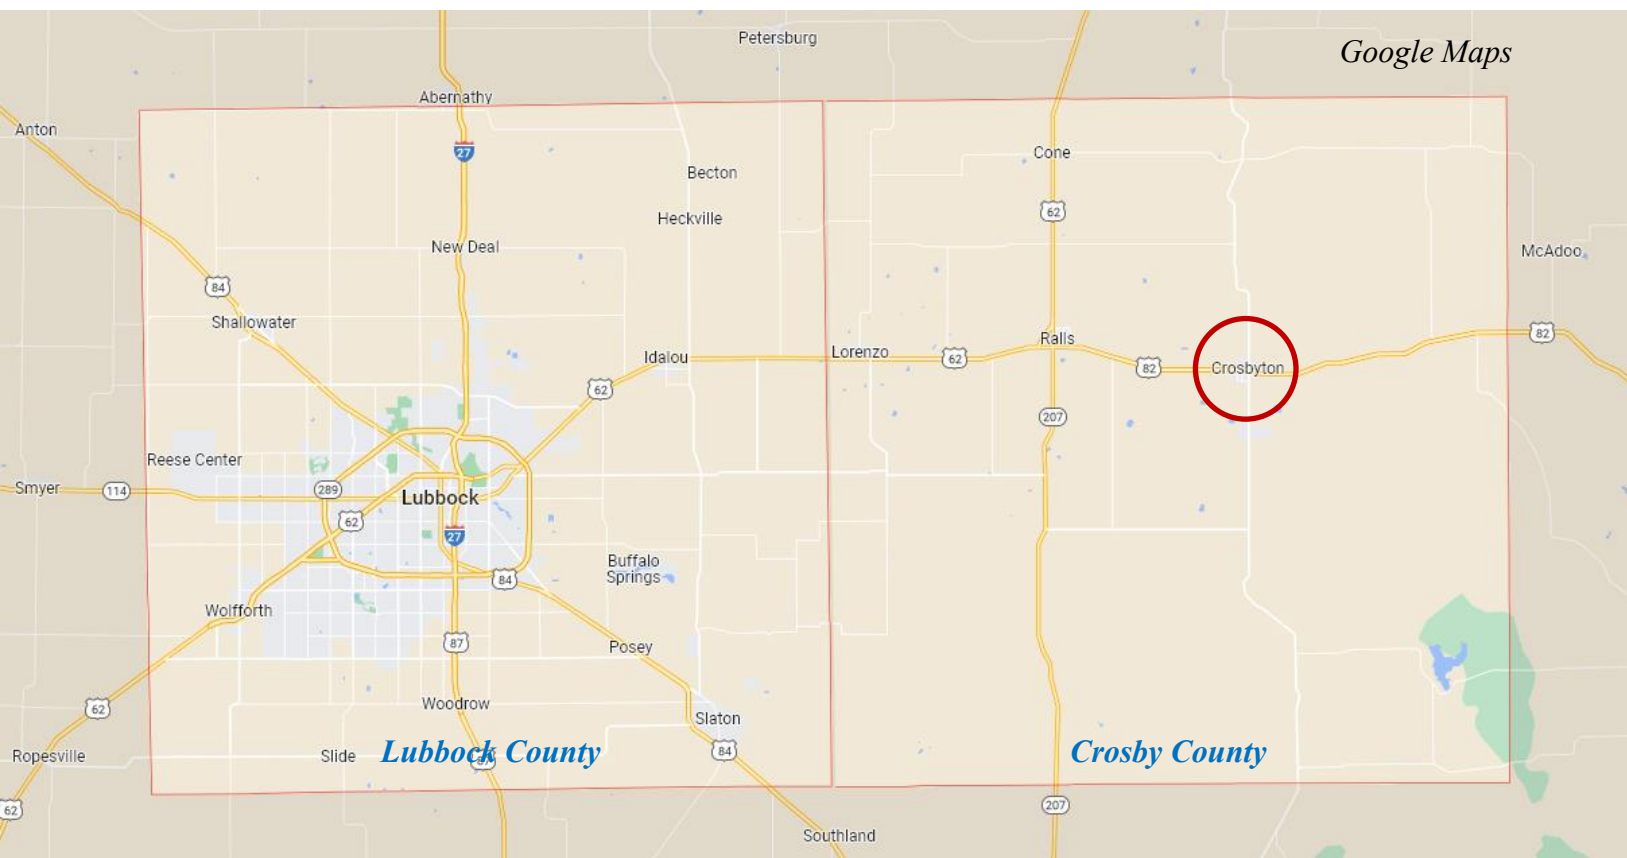 Petersburg
Google Maps
Abernathy
Anton
27
Cone
Becton
62
Heckville
New Deal
McAdoo
84
Shallowater
82
Ralls
Idalou
Lorenzo
62
82
Crosbyton
62
207
Reese Center
Smyer
114
289
Lubbock
62
27
Buffalo
Springs
84
Wolfforth
87
Posey
Woodrow
62
Slaton
Ropesville
Slide
Lubbock County
87
84
Crosby County
62
207
Southland